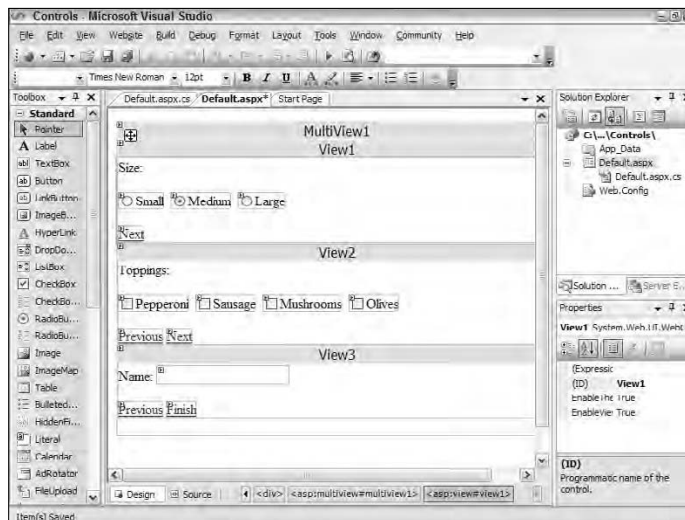 Controls - Microsoft Visual Studio
File Edit View Website Build Debug Format Layout Tools Window Community Help
Times New Roman 12pt B I U A
Toolbox
Standard
Pointer
A Label
abl TextBox
ab Button
LinkButton
ImageB...
A HyperLink
DropDo...
ListBox
CheckBox
CheckBo...
RadioBu...
RadioBu...
Image
ImageMap
Table
Bulleted...
HiddenFi...
Literal
Calendar
AdRotator
FileUpload
Default.aspx.cs Default.aspx* Start Page
MultiView1
View1
Size:
Small Medium Large
Next
View2
Toppings:
Pepperoni Sausage Mushrooms Olives
Previous Next
View3
Name:
Previous Finish
Design Source <div> <asp:multiview#multiview1> <asp:view#view1>
Solution Explorer
C:\...\Controls\
App_Data
Default.aspx
Default.aspx.cs
Web.Config
Solution ... Server E...
Properties
View1 System.Web.UI.WebC
(Expressic
(ID) View1
EnableThe True
EnableVier True
(ID)
Programmatic name of the
control.
Item(s) Saved